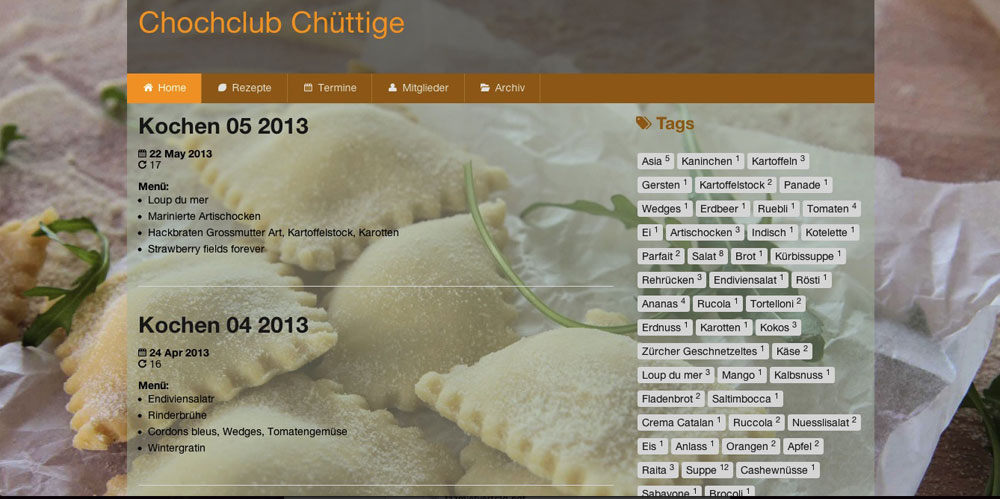 Chochclub Chüttige
Home Rezepte Termine Mitglieder Archiv
Kochen 05 2013
22 May 2013
17
Menü:
Loup du mer
Marinierte Artischocken
Hackbraten Grossmutter Art, Kartoffelstock, Karotten
Strawberry fields forever
Kochen 04 2013
24 Apr 2013
16
Menü:
Endiviensalatr
Rinderbrühe
Cordons bleus, Wedges, Tomatengemüse
Wintergratin
Tags
Asia 5 Kaninchen 1 Kartoffeln 3
Gersten 1 Kartoffelstock 2 Panade 1
Wedges 1 Erdbeer 1 Ruebli 1 Tomaten 4
Ei 1 Artischocken 3 Indisch 1 Kotelette 1
Parfait 2 Salat 8 Brot 1 Kürbissuppe 1
Rehrücken 3 Endiviensalat 1 Rösti 1
Ananas 4 Rucola 1 Tortelloni 2
Erdnuss 1 Karotten 1 Kokos 3
Zürcher Geschnetzeltes 1 Käse 2
Loup du mer 3 Mango 1 Kalbsnuss 1
Fladenbrot 2 Saltimbocca 1
Crema Catalan 1 Ruccola 2 Nuesslisalat 2
Eis 1 Anlass 1 Orangen 2 Apfel 2
Raita 3 Suppe 12 Cashewnüsse 1
Sabayone 1 Brocoli 1